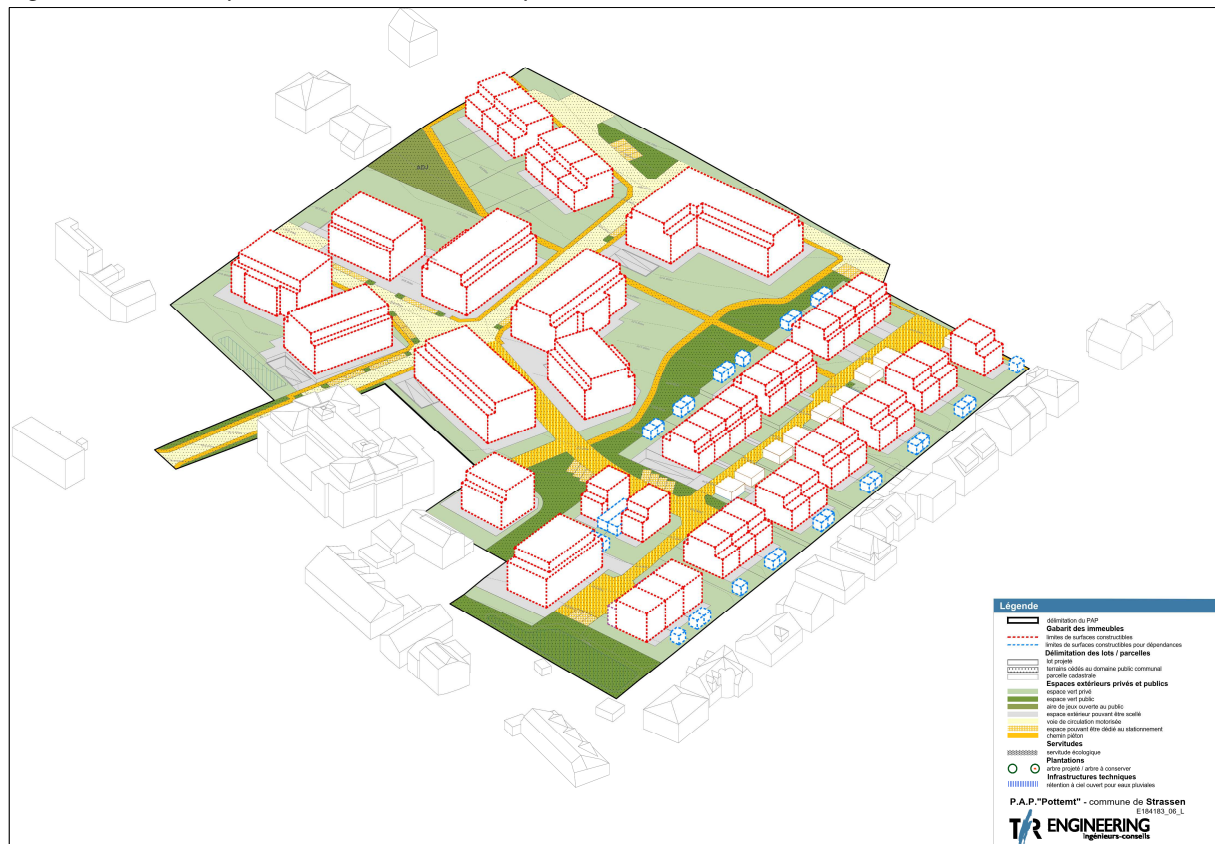 ADJ
Légende
délimitation du PAP
Gabarit des immeubles
limites de surfaces constructibles
limites de surfaces constructibles pour dépendances
Délimitation des lots / parcelles
lot projeté
terrains cédés au domaine public communal
parcelle cadastrale
Espaces extérieurs privés et publics
espace vert privé
espace vert public
aire de jeux ouverte au public
espace extérieur pouvant être scellé
voie de circulation motorisée
espace pouvant être dédié au stationnement
chemin piéton
Servitudes
servitude écologique
Plantations
arbre projeté / arbre à conserver
Infrastructures techniques
rétention à ciel ouvert pour eaux pluviales
P.A.P."Pottemt" - commune de Strassen
E184183_06_L
TR ENGINEERING
Ingénieurs-conseils